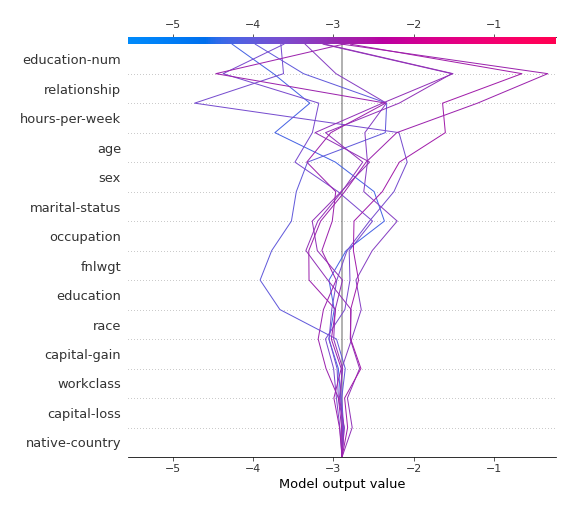 −5 −4 −3 −2 −1
education-num
relationship
hours-per-week
age
sex
marital-status
occupation
fnlwgt
education
race
capital-gain
workclass
capital-loss
native-country
−5 −4 −3 −2 −1
Model output value